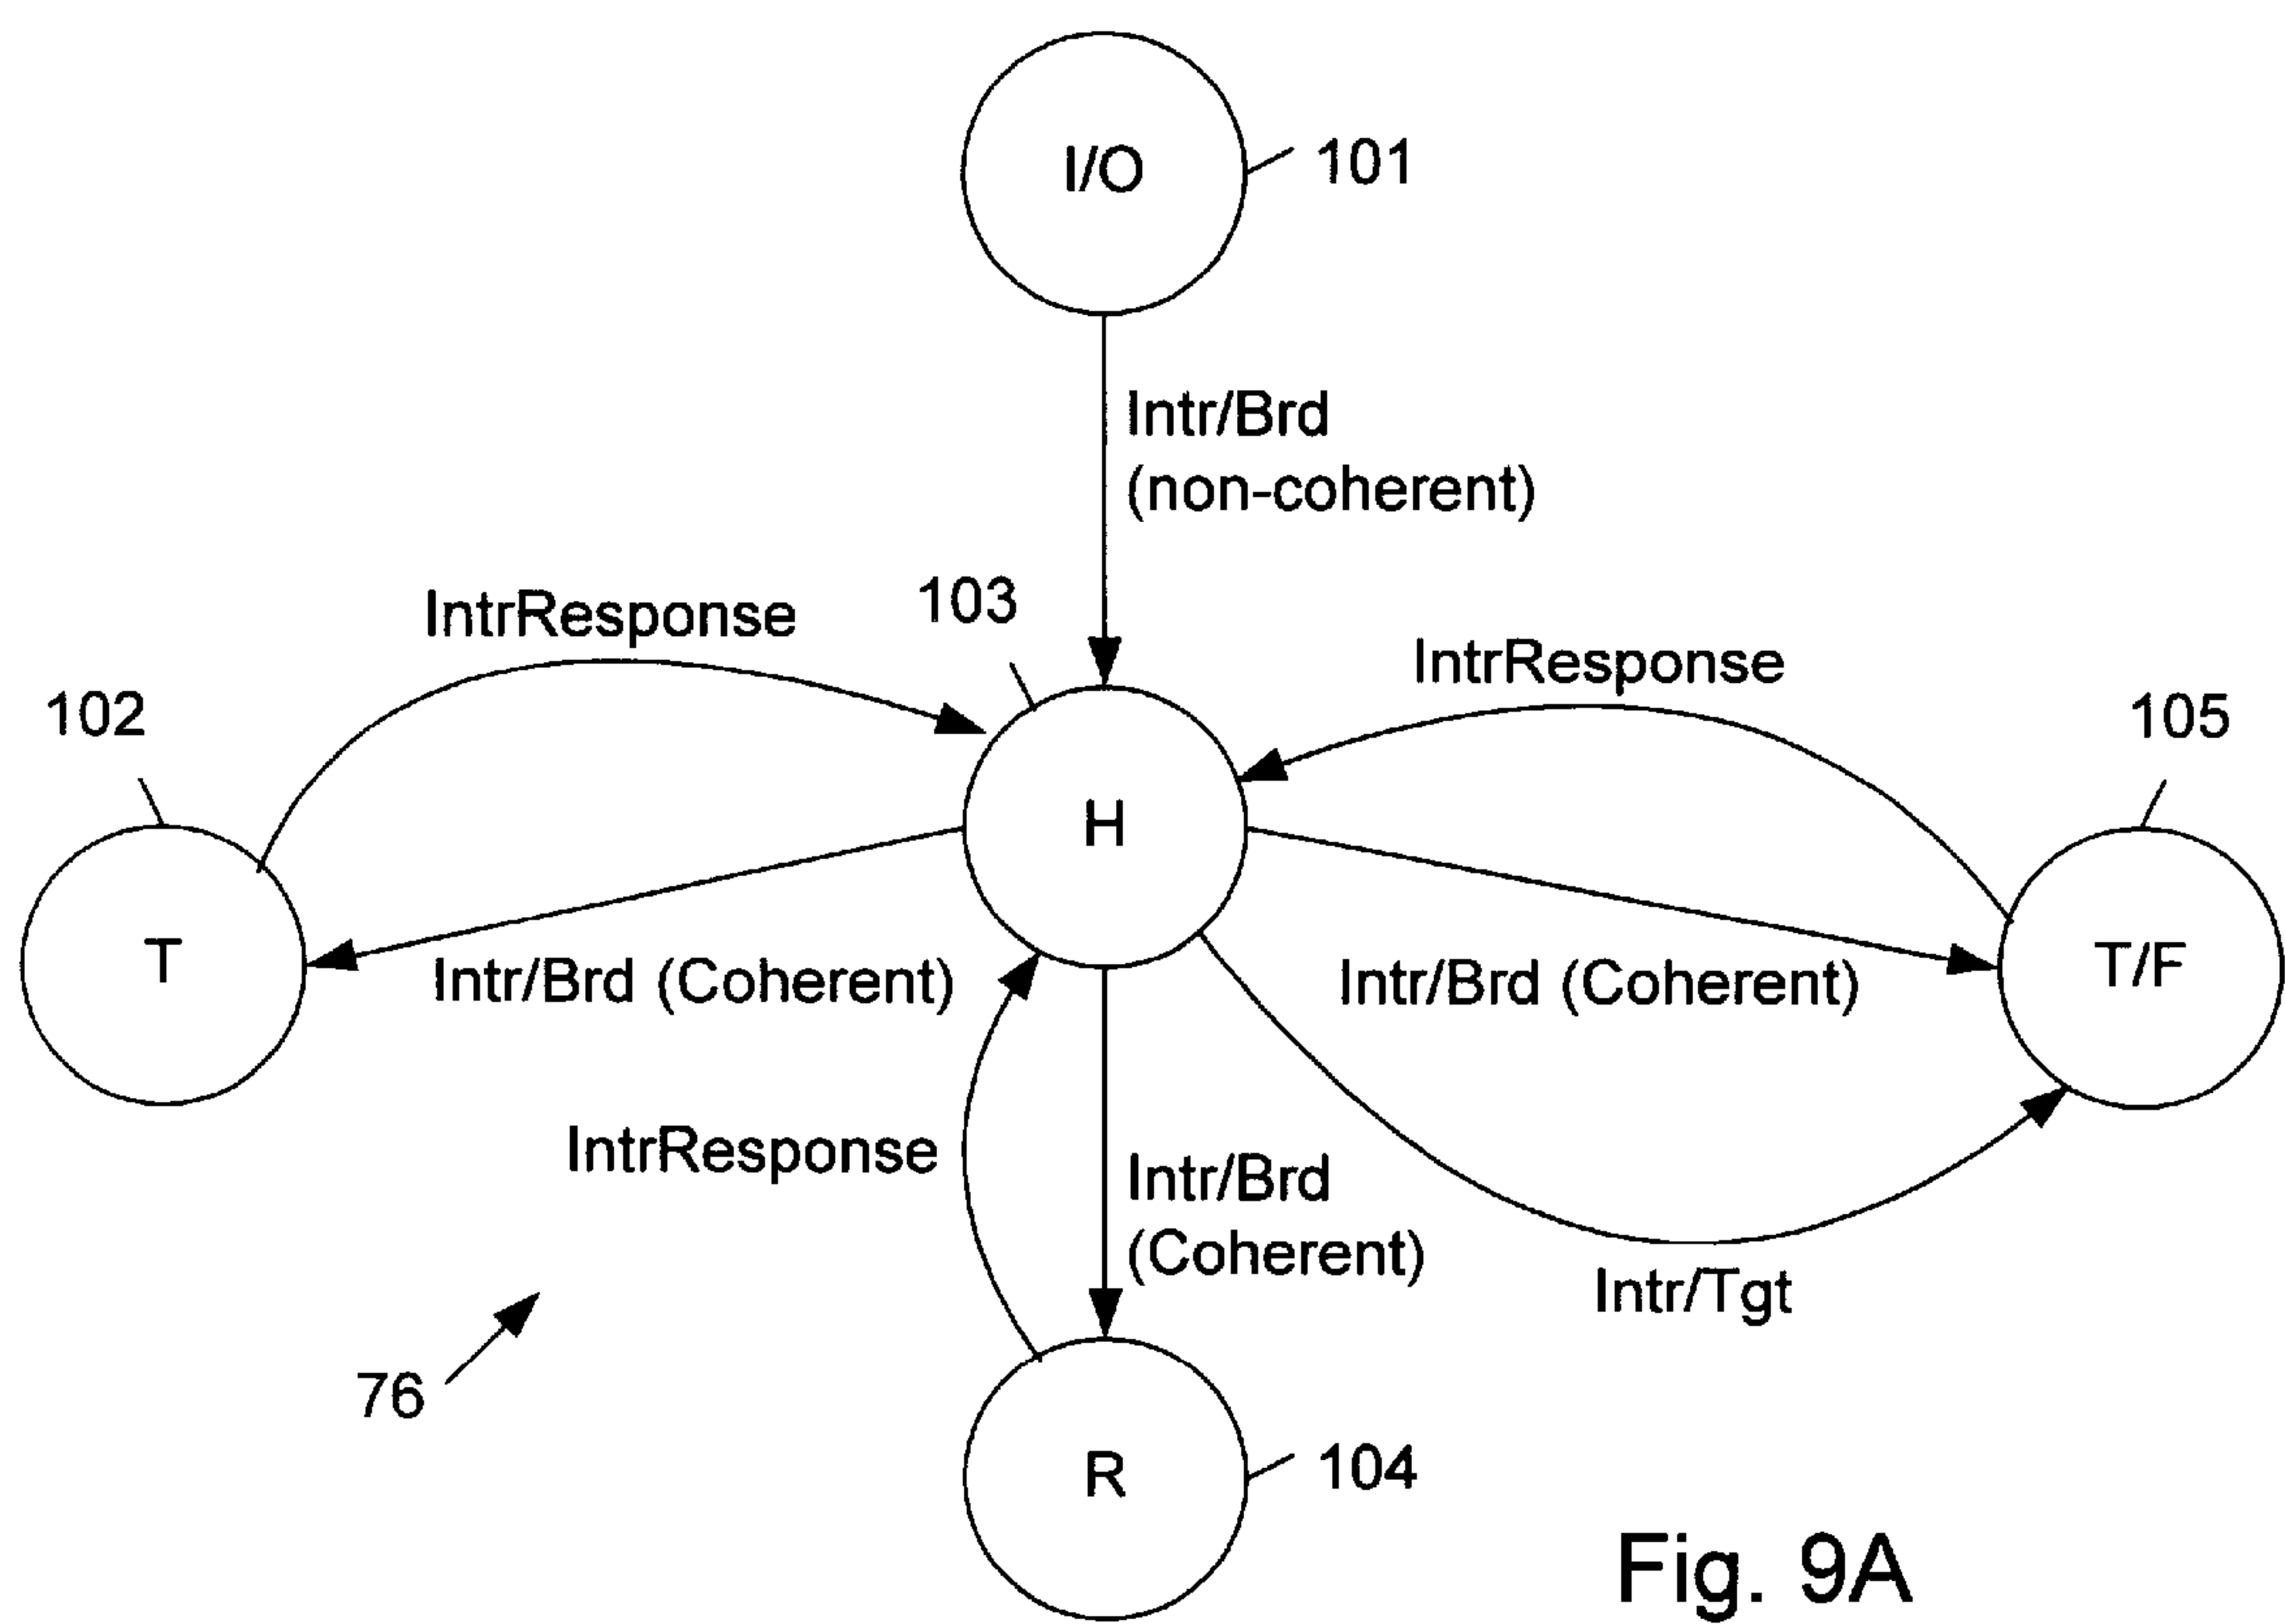 I/O
101
Intr/Brd
(non-coherent)
103
IntrResponse
IntrResponse
102
105
H
T
T/F
Intr/Brd (Coherent)
Intr/Brd (Coherent)
IntrResponse
Intr/Brd
(Coherent)
Intr/Tgt
76
R
104
Fig. 9A